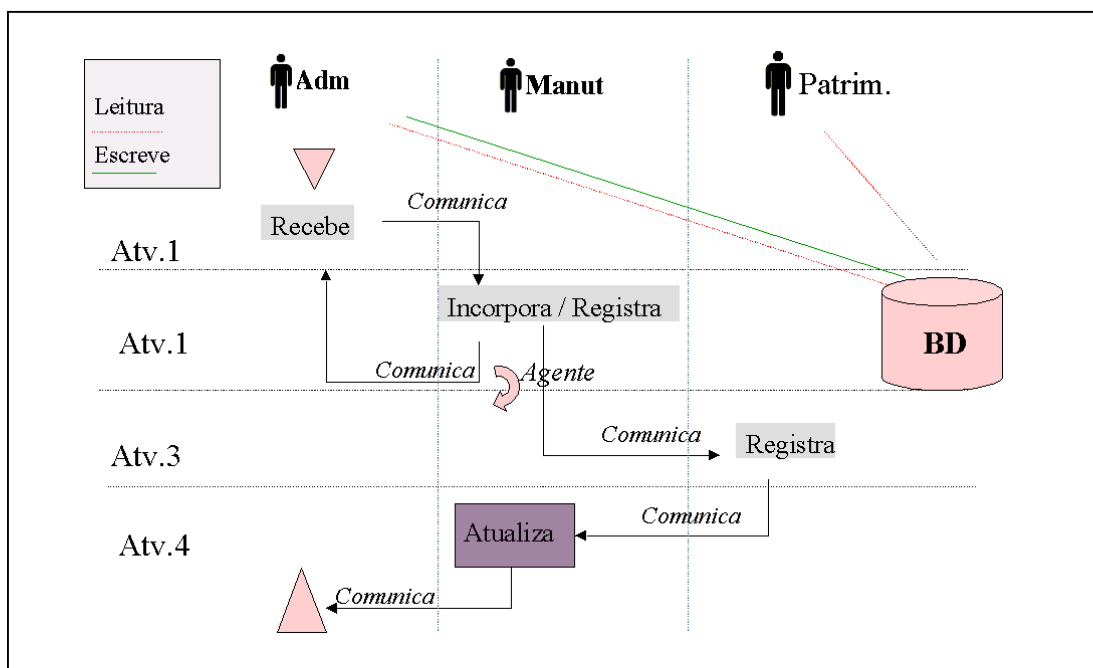 Adm
Manut
Patrim.
Leitura
Escreve
Comunica
Recebe
Atv.1
Incorpora / Registra
Atv.1
BD
Comunica
Agente
Comunica
Registra
Atv.3
Comunica
Atualiza
Atv.4
Comunica